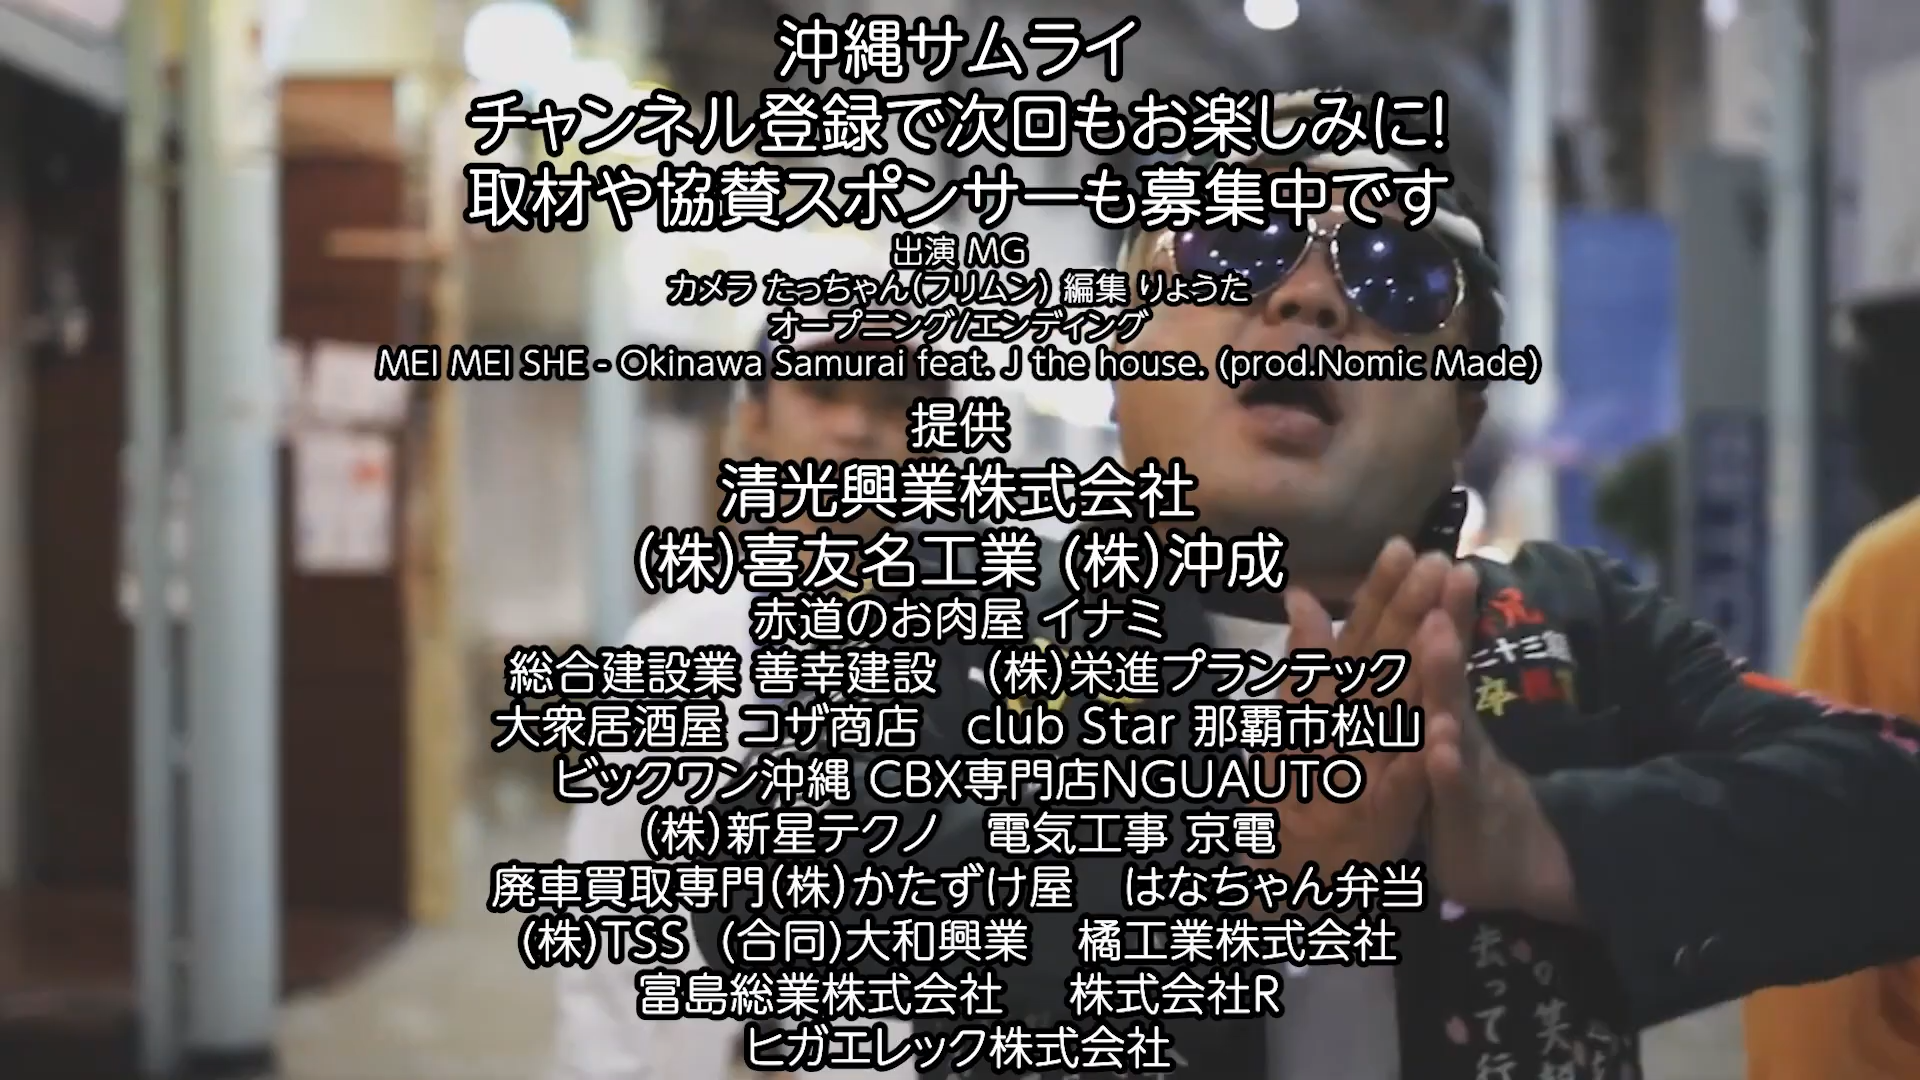 沖縄サムライ
チャンネル登録で次回もお楽しみに!
取材や協賛スポンサーも募集中です
出演 MG
カメラ たっちゃん(フリムン) 編集 りょうた
オープニング/エンディング
MEI MEI SHE - Okinawa Samurai feat. J the house. (prod.Nomic Made)
提供
清光興業株式会社
(株)喜友名工業 (株)沖成
赤道のお肉屋 イナミ
総合建設業 善幸建設 (株)栄進プランテック
大衆居酒屋 コザ商店 club Star 那覇市松山
ビックワン沖縄 CBX専門店NGUAUTO
(株)新星テクノ 電気工事 京電
廃車買取専門(株)かたずけ屋 はなちゃん弁当
(株)TSS (合同)大和興業 橘工業株式会社
富島総業株式会社 株式会社R
ヒガエレック株式会社
二十三
去って行
の笑